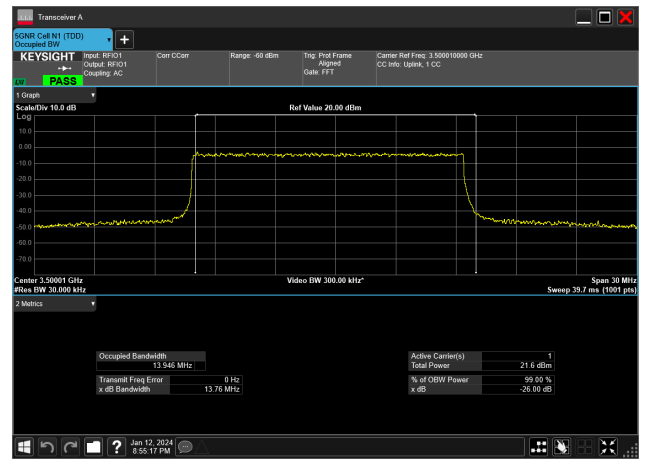 Transceiver A
5GNR Cell N1 (TDD)
Occupied BW
KEYSIGHT
LW PASS
Input: RFIO1
Output: RFIO1
Coupling: AC
Corr CCorr
Range: -60 dBm
Trig: Prot Frame
Aligned
Gate: FFT
Carrier Ref Freq: 3.500010000 GHz
CC Info: Uplink, 1 CC
1 Graph
Scale/Div 10.0 dB
Ref Value 20.00 dBm
Log
10.0
0.00
-10.0
-20.0
-30.0
-40.0
-50.0
-60.0
-70.0
Center 3.50001 GHz
Video BW 300.00 kHz*
Span 30 MHz
#Res BW 30.000 kHz
Sweep 39.7 ms (1001 pts)
2 Metrics
Occupied Bandwidth
13.946 MHz
Active Carrier(s) 1
Total Power 21.6 dBm
Transmit Freq Error 0 Hz
x dB Bandwidth 13.76 MHz
% of OBW Power 99.00 %
x dB -26.00 dB
?
Jan 12, 2024
8:55:17 PM